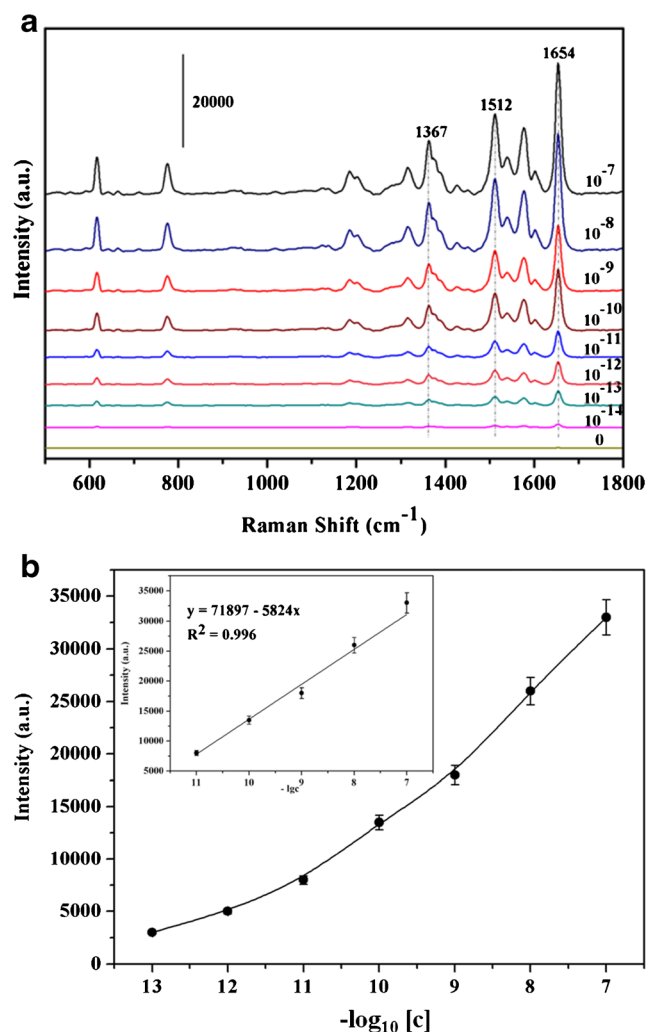 a
20000
1367
1512
1654
10⁻⁷
10⁻⁸
10⁻⁹
10⁻¹⁰
10⁻¹¹
10⁻¹²
10⁻¹³
10⁻¹⁴
0
Intensity (a.u.)
600 800 1000 1200 1400 1600 1800
Raman Shift (cm⁻¹)
b
35000
30000
25000
20000
15000
10000
5000
0
Intensity (a.u.)
13 12 11 10 9 8 7
-log₁₀ [c]
y = 71897 - 5824x
R² = 0.996
35000
30000
25000
20000
15000
10000
5000
Intensity (a.u.)
11 10 9 8 7
- lgc